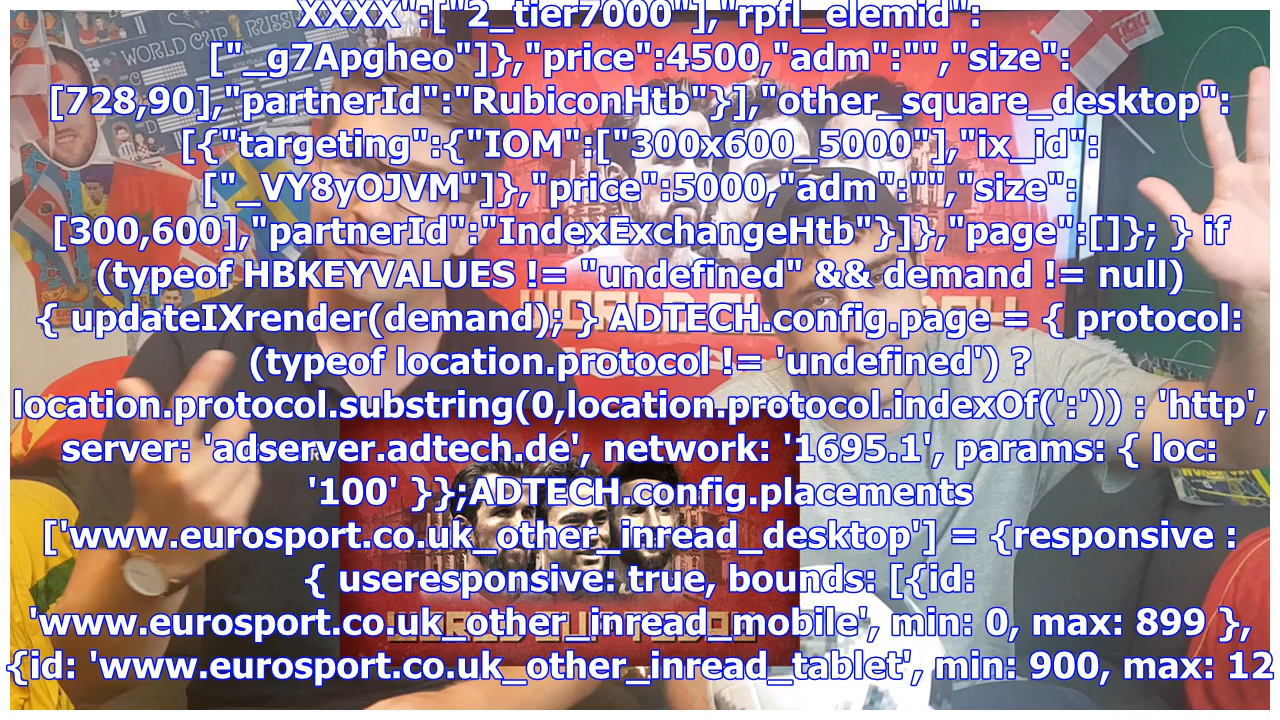 XXXX":["2_tier7000"],"rpfl_elemid":
["_g7Apgheo"]},"price":4500,"adm":"","size":
[728,90],"partnerId":"RubiconHtb"}],"other_square_desktop":
[{"targeting":{"IOM":["300x600_5000"],"ix_id":
["_VY8yOJVM"]},"price":5000,"adm":"","size":
[300,600],"partnerId":"IndexExchangeHtb"}]},"page":[]}; } if
(typeof HBKEYVALUES != "undefined" && demand != null)
{ updateIXrender(demand); } ADTECH.config.page = { protocol:
(typeof location.protocol != 'undefined') ?
location.protocol.substring(0,location.protocol.indexOf(':')) : 'http',
server: 'adserver.adtech.de', network: '1695.1', params: { loc:
'100' }};ADTECH.config.placements
['www.eurosport.co.uk_other_inread_desktop'] = {responsive :
{ useresponsive: true, bounds: [{id:
'www.eurosport.co.uk_other_inread_mobile', min: 0, max: 899 },
{id: 'www.eurosport.co.uk_other_inread_tablet', min: 900, max: 12
WORLD CUP RUSSIA